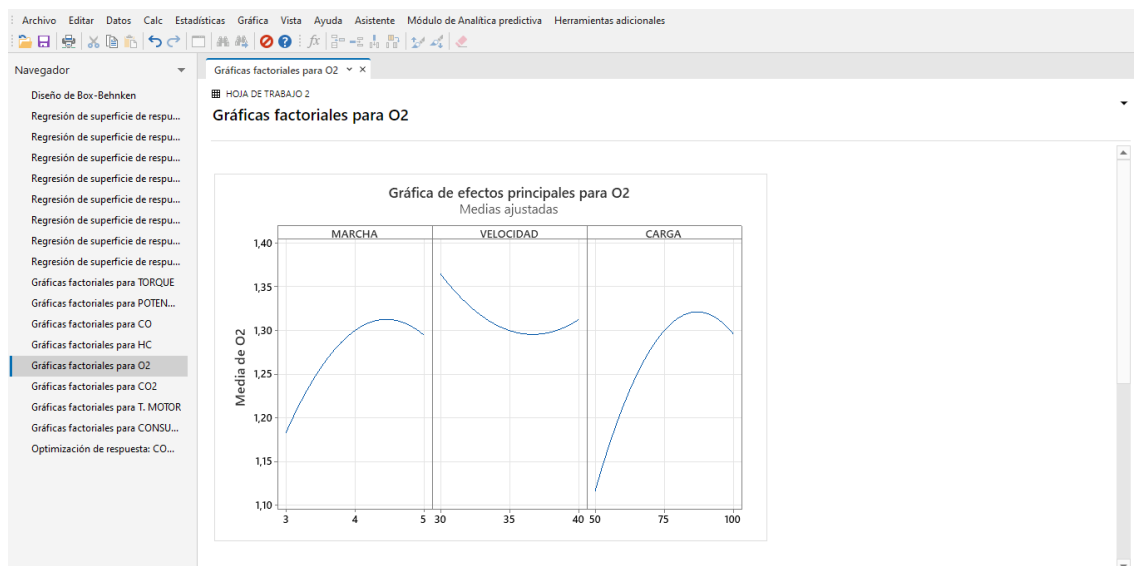 Archivo Editar Datos Calc Estadísticas Gráfica Vista Ayuda Asistente Módulo de Analítica predictiva Herramientas adicionales
Navegador
Diseño de Box-Behnken
Regresión de superficie de respu...
Regresión de superficie de respu...
Regresión de superficie de respu...
Regresión de superficie de respu...
Regresión de superficie de respu...
Regresión de superficie de respu...
Regresión de superficie de respu...
Regresión de superficie de respu...
Gráficas factoriales para TORQUE
Gráficas factoriales para POTEN...
Gráficas factoriales para CO
Gráficas factoriales para HC
Gráficas factoriales para O2
Gráficas factoriales para CO2
Gráficas factoriales para T. MOTOR
Gráficas factoriales para CONSU...
Optimización de respuesta: CO...
Gráficas factoriales para O2
HOJA DE TRABAJO 2
Gráficas factoriales para O2
Gráfica de efectos principales para O2
Medias ajustadas
MARCHA VELOCIDAD CARGA
Media de O2
1,40
1,35
1,30
1,25
1,20
1,15
1,10
3 4 5 30 35 40 50 75 100